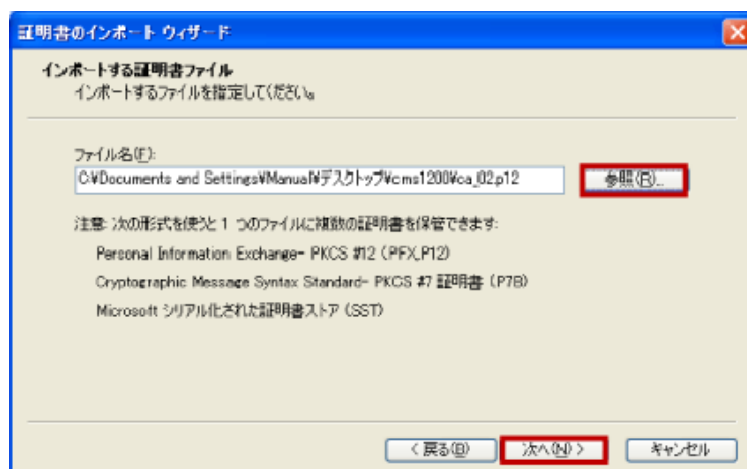 証明書のインポート ウィザード
インポートする証明書ファイル
インポートするファイルを指定してください。
ファイル名(F):
C:¥Documents and Settings¥Manual¥デスクトップ¥cms1200¥ca_02.p12
参照(R)...
注意: 次の形式を使うと 1 つのファイルに複数の証明書を保管できます:
Personal Information Exchange- PKCS #12 (PFX,P12)
Cryptographic Message Syntax Standard- PKCS #7 証明書 (P7B)
Microsoft シリアル化された証明書ストア (SST)
< 戻る(B)
次へ(N) >
キャンセル